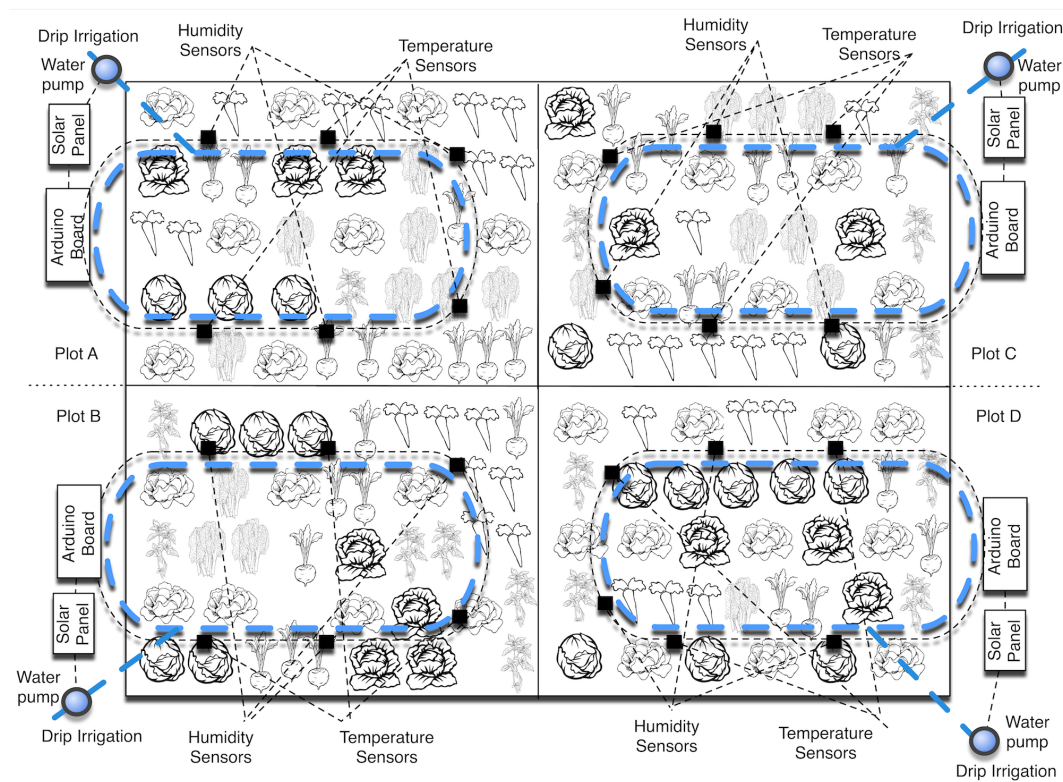 Drip Irrigation
Water
pump
Solar
Panel
Arduino
Board
Humidity
Sensors
Temperature
Sensors
Humidity
Sensors
Temperature
Sensors
Drip Irrigation
Water
pump
Solar
Panel
Arduino
Board
Plot A
Plot C
Plot B
Plot D
Arduino
Board
Solar
Panel
Water
pump
Drip Irrigation
Humidity
Sensors
Temperature
Sensors
Humidity
Sensors
Temperature
Sensors
Arduino
Board
Solar
Panel
Water
pump
Drip Irrigation